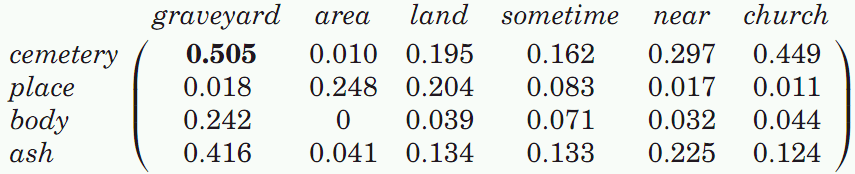 graveyard area land sometime near church
cemetery 0.505 0.010 0.195 0.162 0.297 0.449
place 0.018 0.248 0.204 0.083 0.017 0.011
body 0.242 0 0.039 0.071 0.032 0.044
ash 0.416 0.041 0.134 0.133 0.225 0.124